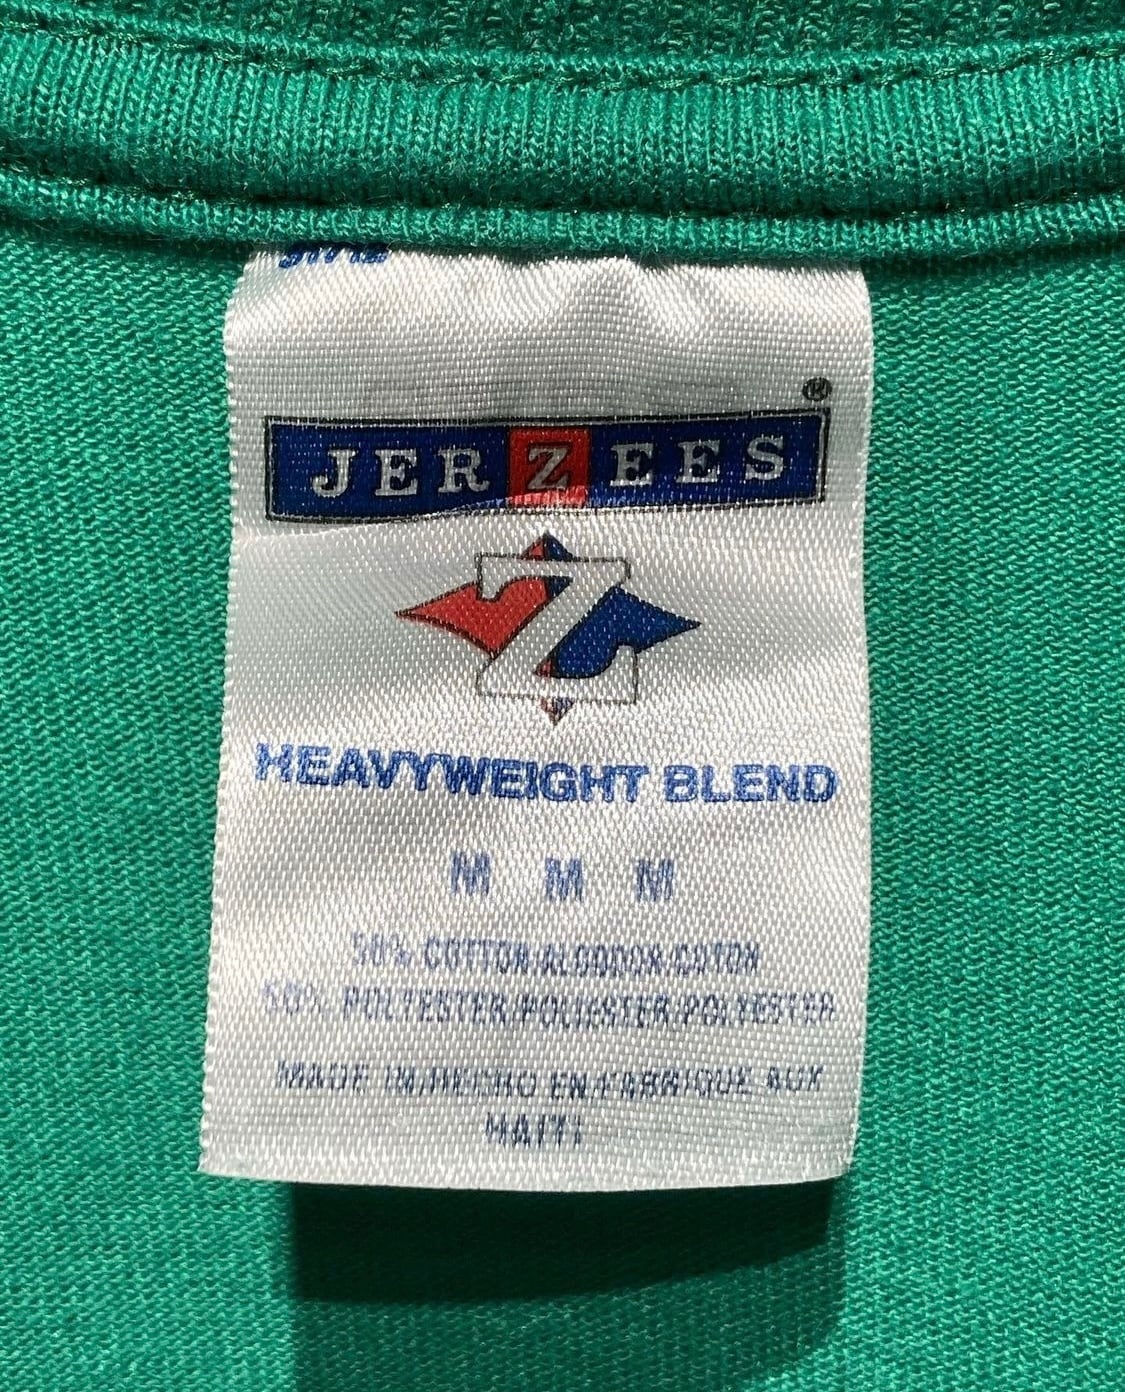 ®
JERZEES
Z
HEAVYWEIGHT BLEND
M M M
50% COTTON/ALGODON/COTON
50% POLYESTER/POLIESTER/POLYESTER
MADE IN/HECHO EN/FABRIQUE AUX
HAITI